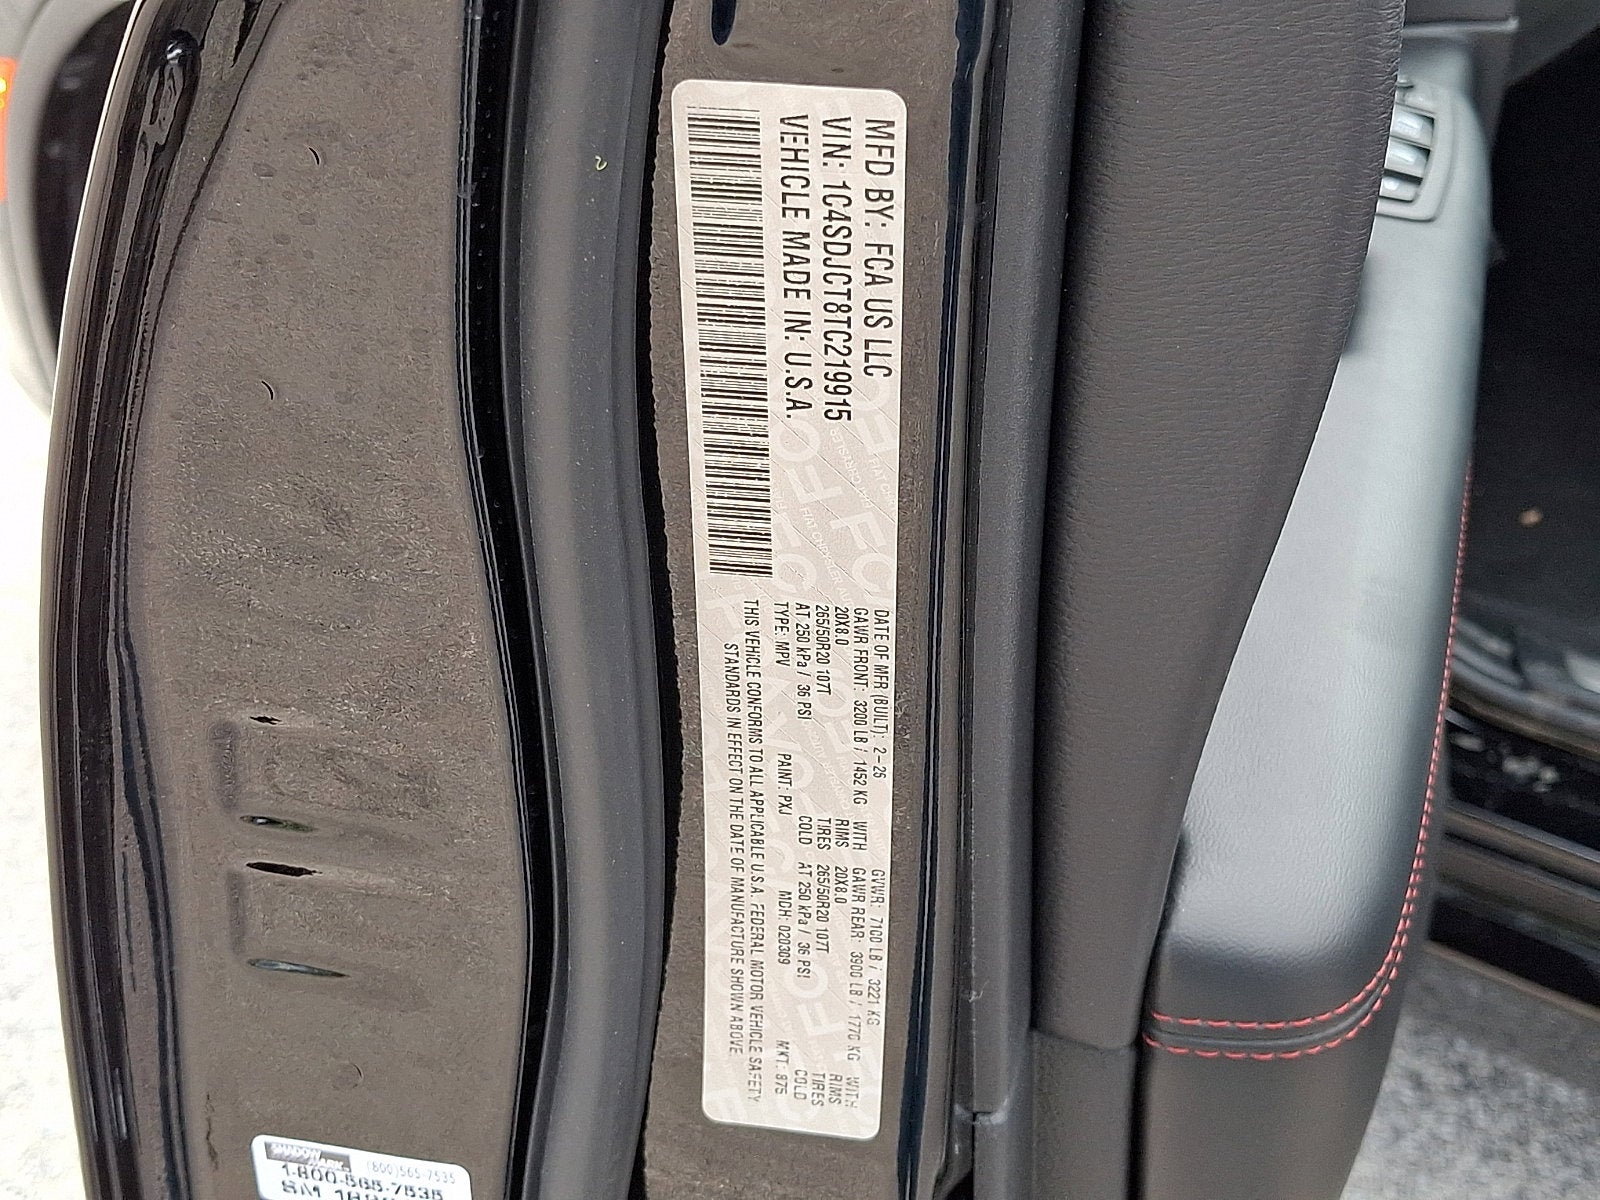 MFD BY: FCA US LLC
VIN: 1C4SDJCT8TC219915
VEHICLE MADE IN: U.S.A.
DATE OF MFR (BUILT): 2-26 GVWR: 7100 LB / 3221 KG
GAWR FRONT: 3200 LB / 1452 KG WITH GAWR REAR: 3900 LB / 1770 KG WITH
20X8.0 RIMS 20X8.0 RIMS
265/50R20 107T TIRES 265/50R20 107T TIRES
AT 250 kPa / 36 PSI COLD AT 250 kPa / 36 PSI COLD
TYPE: MPV PAINT: PXJ MDH: 020309 MKT: 875
THIS VEHICLE CONFORMS TO ALL APPLICABLE U.S.A. FEDERAL MOTOR VEHICLE SAFETY
STANDARDS IN EFFECT ON THE DATE OF MANUFACTURE SHOWN ABOVE
SHADOW MARK (800)565-7535
1-800-565-7535